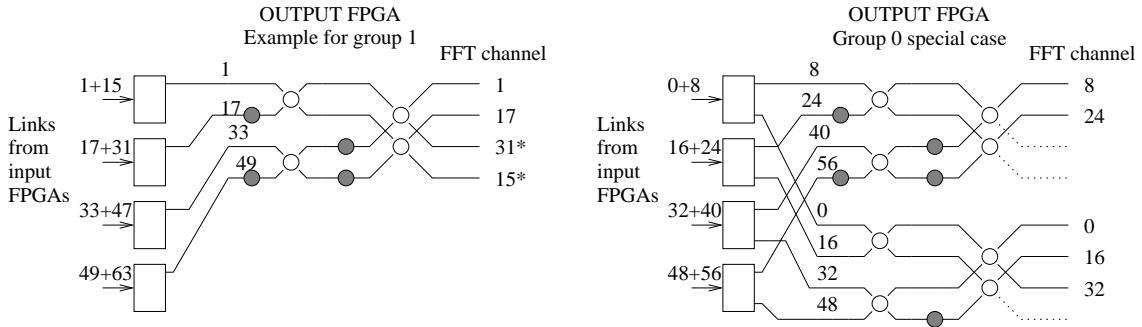 OUTPUT FPGA
Example for group 1
FFT channel
Links
from
input
FPGAs
1+15
17+31
33+47
49+63
1
17
33
49
1
17
31*
15*
OUTPUT FPGA
Group 0 special case
FFT channel
Links
from
input
FPGAs
0+8
16+24
32+40
48+56
8
24
40
56
0
16
32
48
8
24
0
16
32